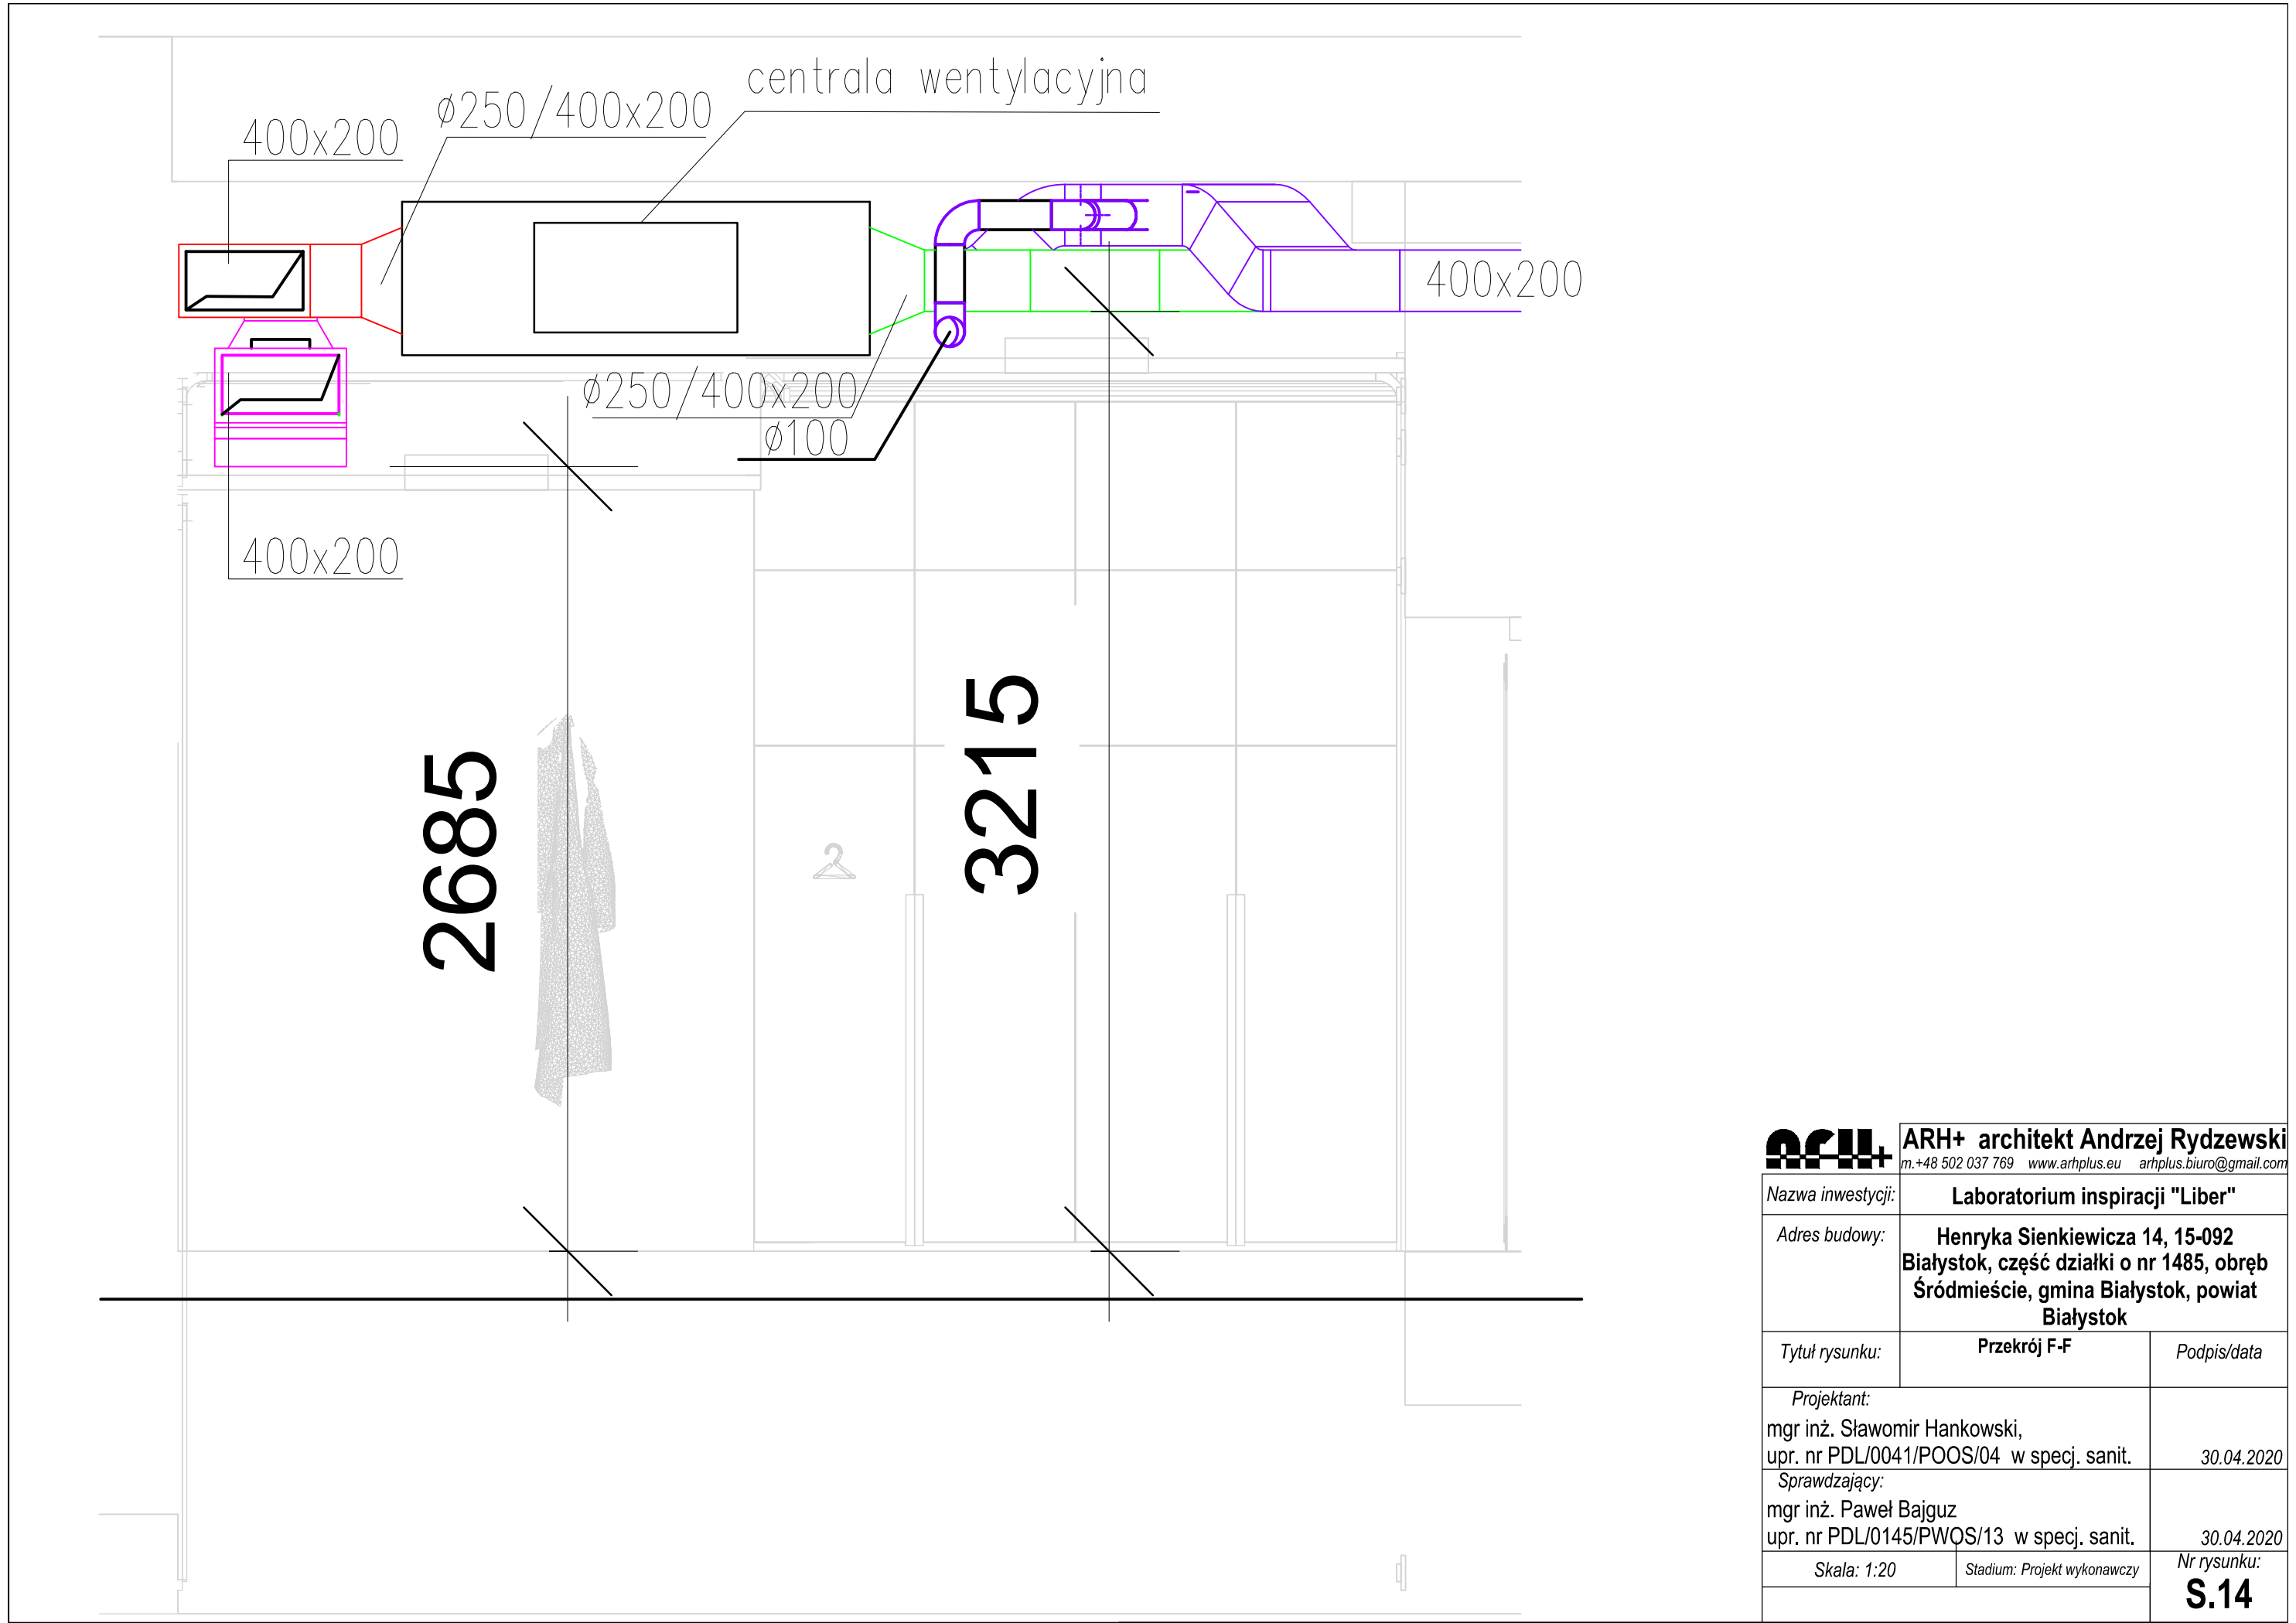 centrala wentylacyjna
ø250/400x200
400x200
400x200
ø250/400x200
ø100
400x200
2685
3215
arh+
ARH+ architekt Andrzej Rydzewski
m.+48 502 037 769 www.arhplus.eu arhplus.biuro@gmail.com
Nazwa inwestycji:
Laboratorium inspiracji "Liber"
Adres budowy:
Henryka Sienkiewicza 14, 15-092
Białystok, część działki o nr 1485, obręb
Śródmieście, gmina Białystok, powiat
Białystok
Tytuł rysunku:
Przekrój F-F
Podpis/data
Projektant:
mgr inż. Sławomir Hankowski,
upr. nr PDL/0041/POOS/04 w specj. sanit.
30.04.2020
Sprawdzający:
mgr inż. Paweł Bajguz
upr. nr PDL/0145/PWOS/13 w specj. sanit.
30.04.2020
Skala: 1:20
Stadium: Projekt wykonawczy
Nr rysunku:
S.14